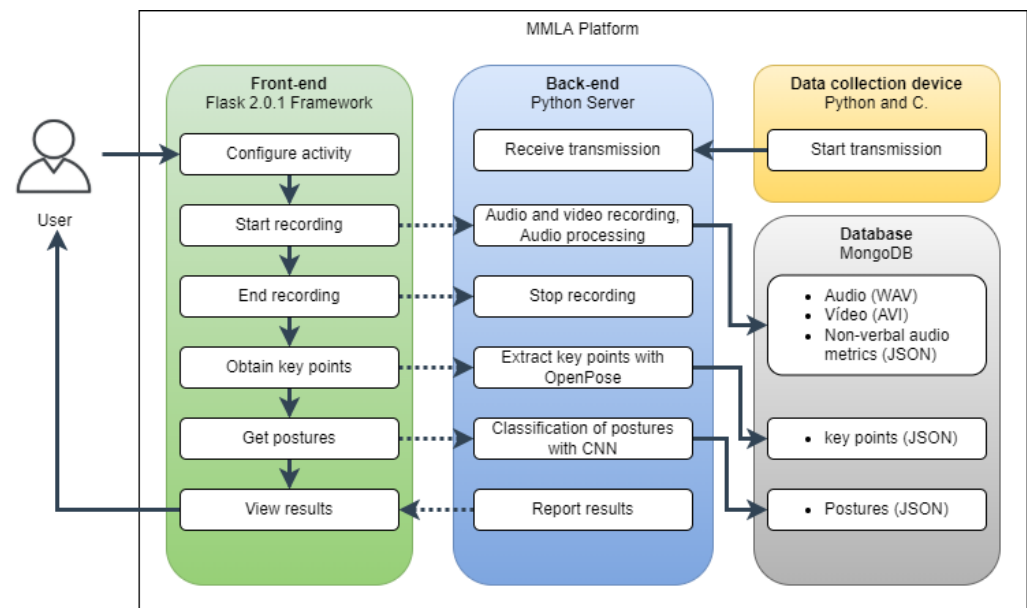 MMLA Platform
Front-end
Flask 2.0.1 Framework
Configure activity
Start recording
End recording
Obtain key points
Get postures
View results
User
Back-end
Python Server
Receive transmission
Audio and video recording,
Audio processing
Stop recording
Extract key points with
OpenPose
Classification of postures
with CNN
Report results
Data collection device
Python and C.
Start transmission
Database
MongoDB
• Audio (WAV)
• Vídeo (AVI)
• Non-verbal audio
metrics (JSON)
• key points (JSON)
• Postures (JSON)